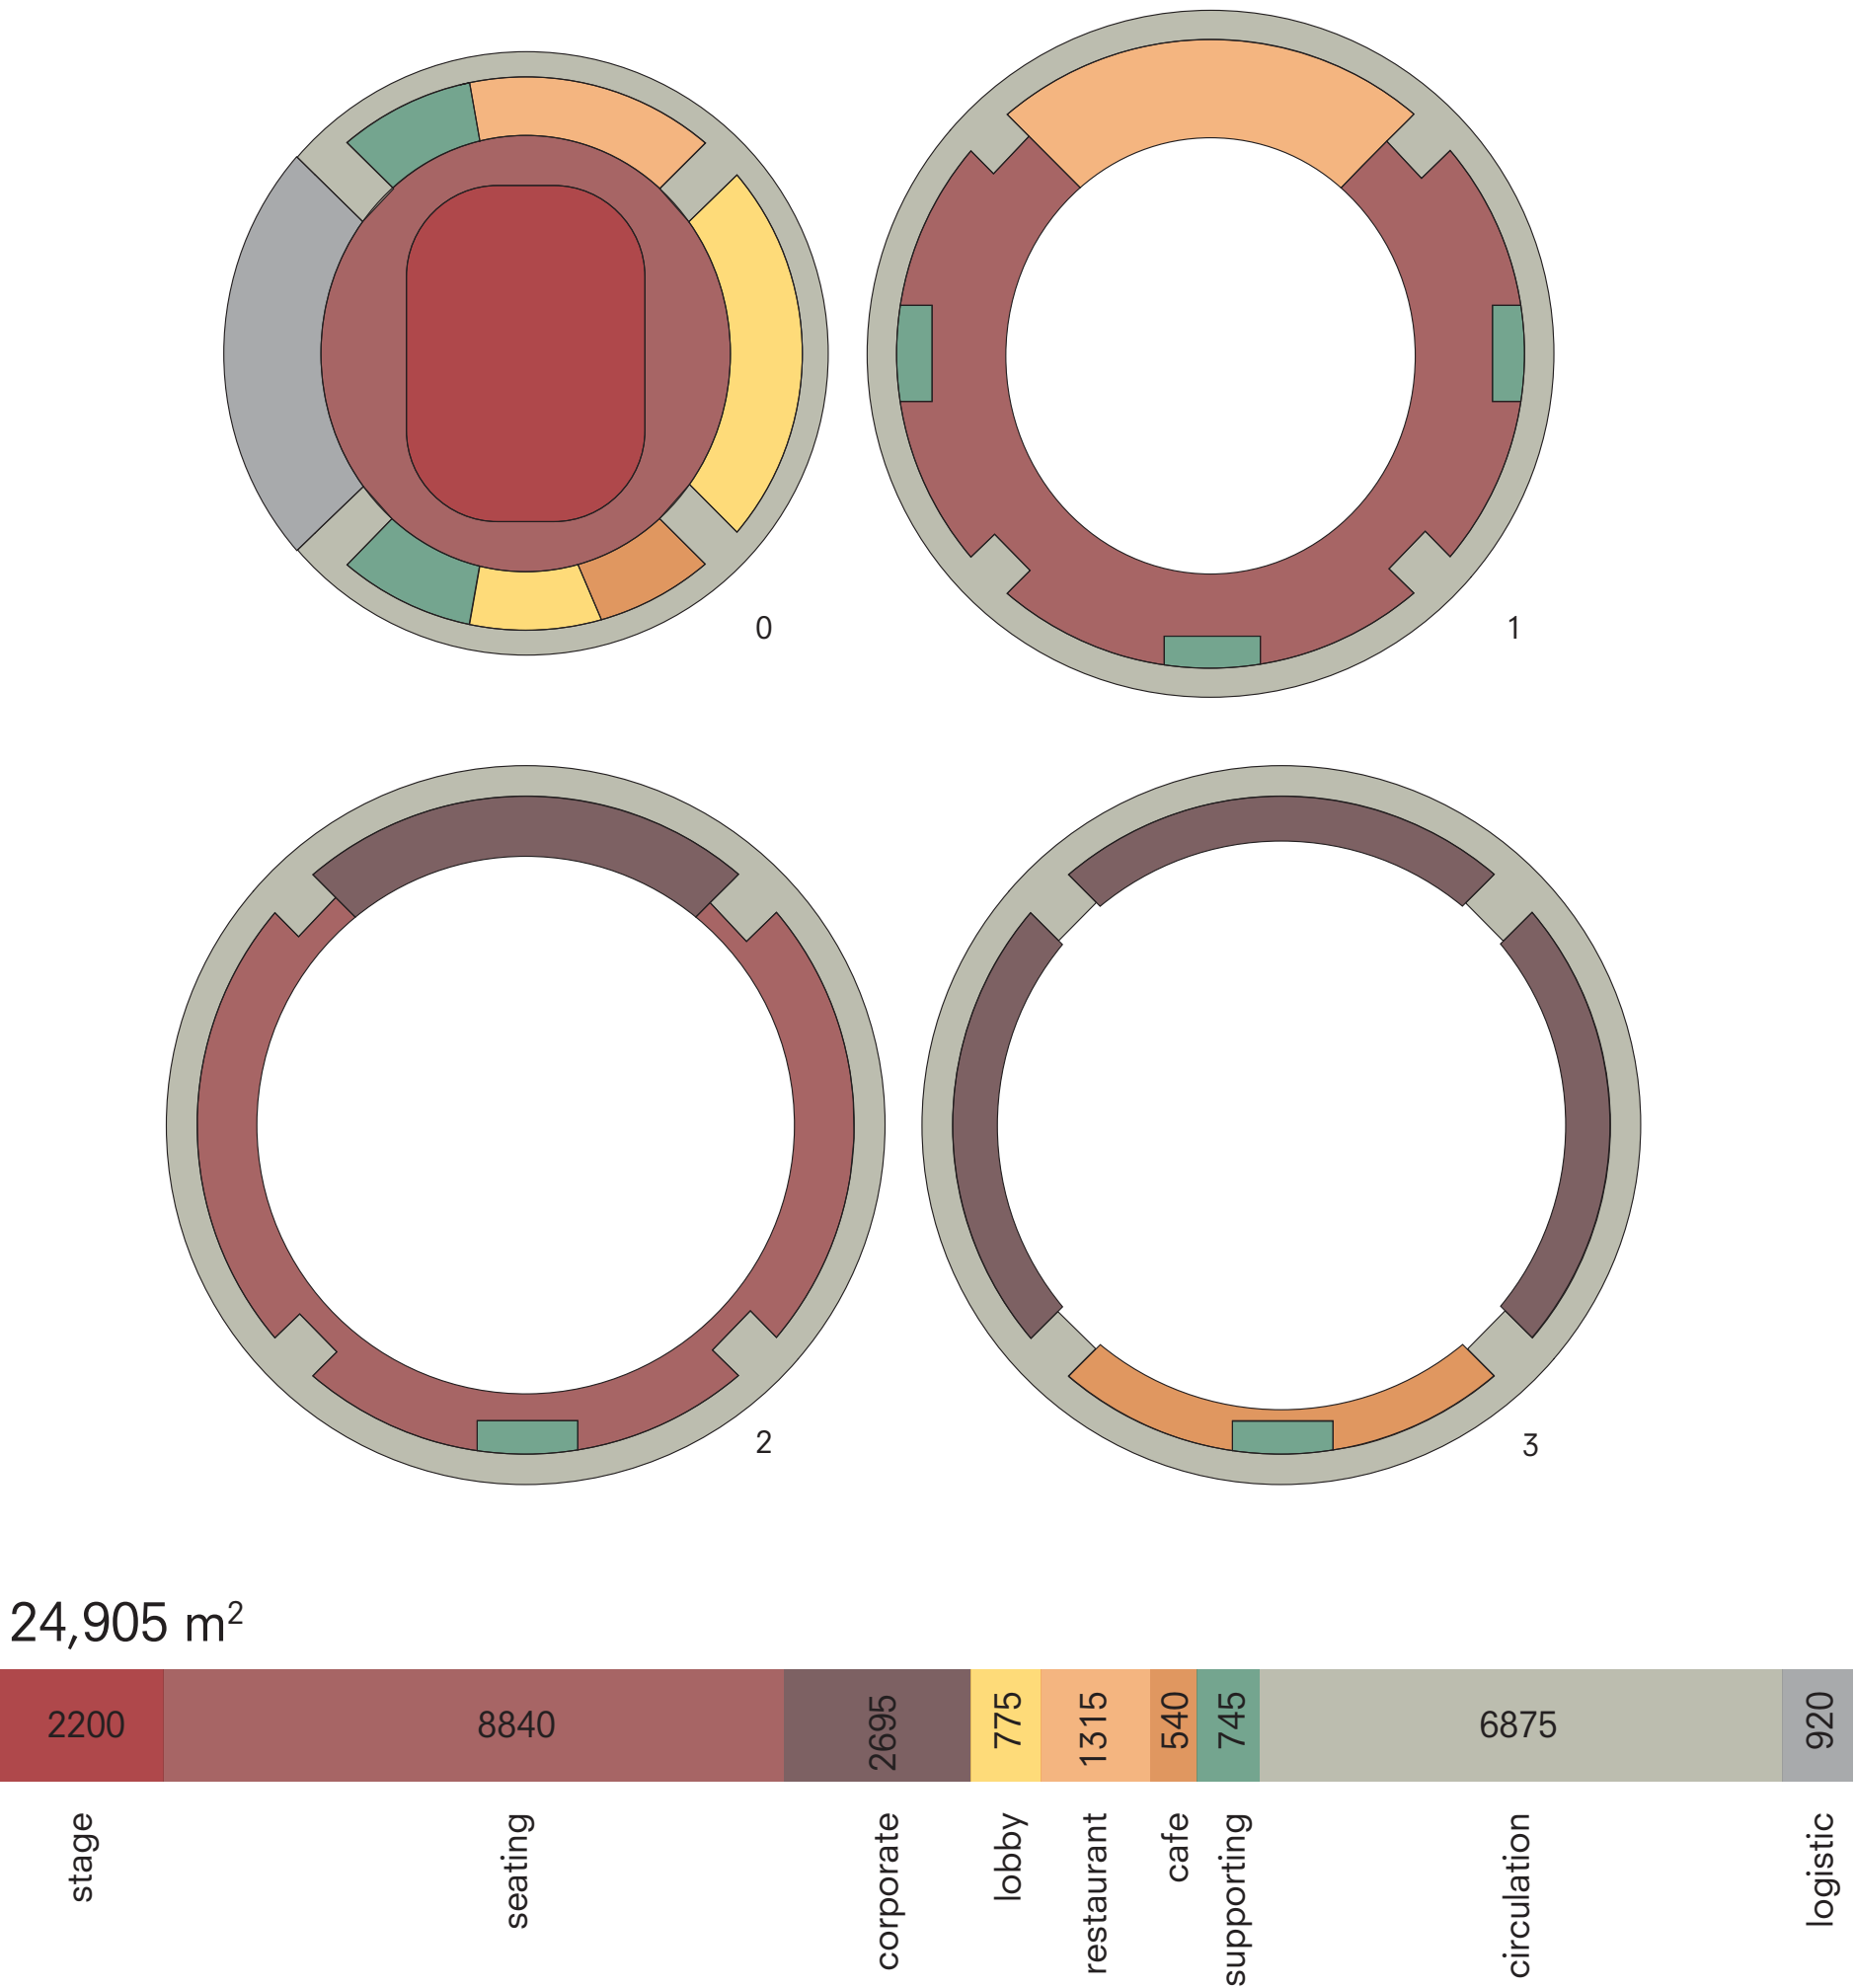 0
1
2
3
24,905 m²
2200
8840
2695
775
1315
540
745
6875
920
stage
seating
corporate
lobby
restaurant
cafe
supporting
circulation
logistic